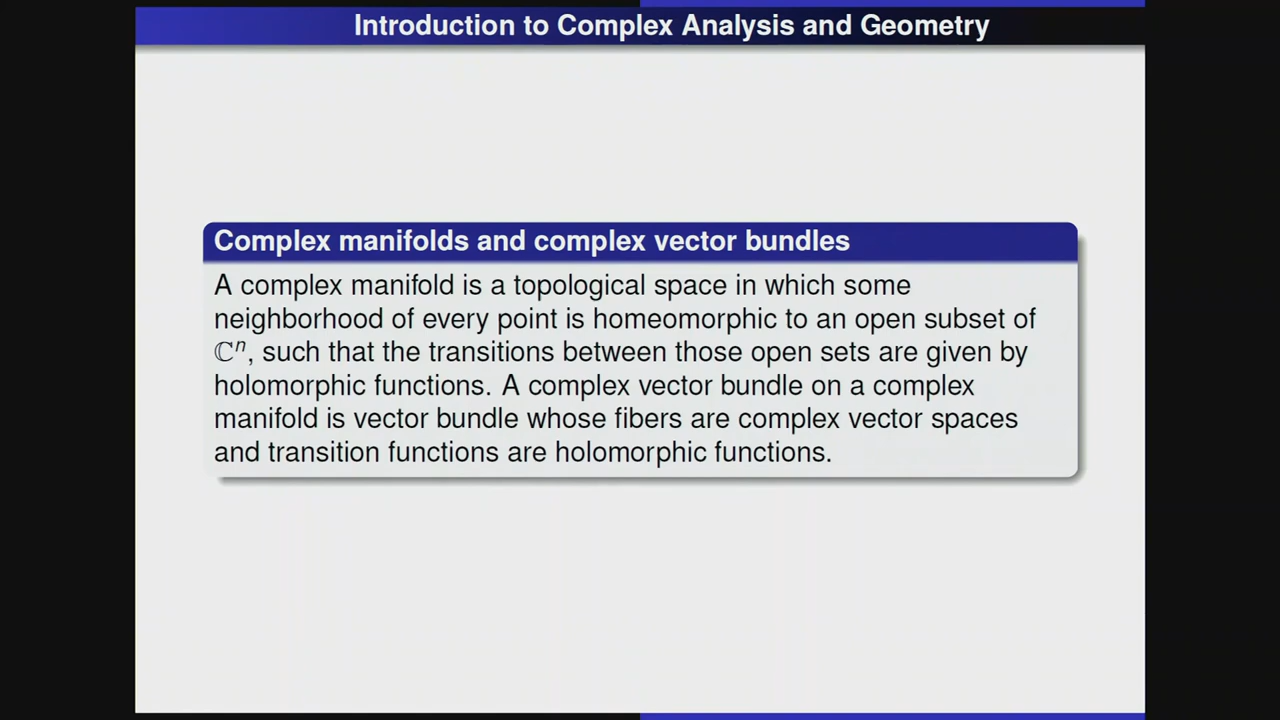 Introduction to Complex Analysis and Geometry
Complex manifolds and complex vector bundles
A complex manifold is a topological space in which some
neighborhood of every point is homeomorphic to an open subset of
ℂⁿ, such that the transitions between those open sets are given by
holomorphic functions. A complex vector bundle on a complex
manifold is vector bundle whose fibers are complex vector spaces
and transition functions are holomorphic functions.